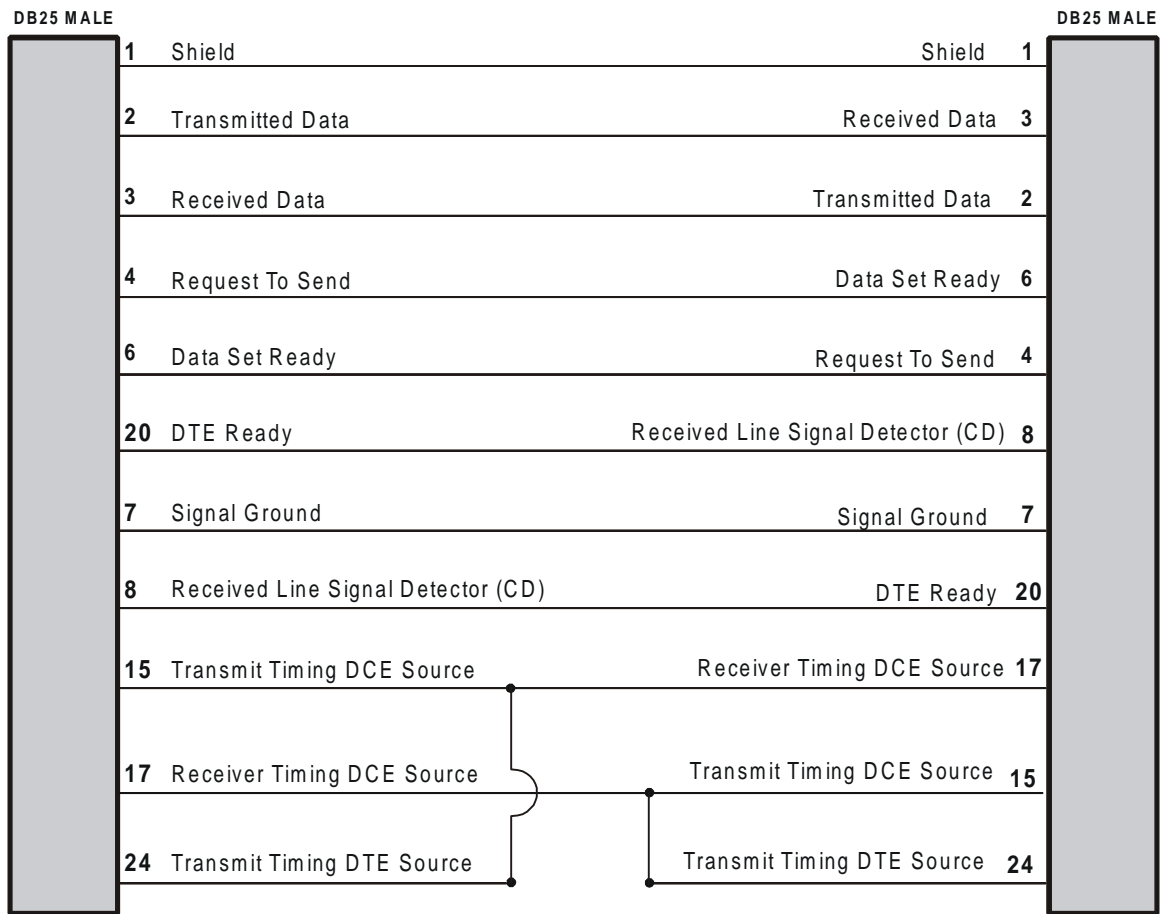 DB25 MALE DB25 MALE
1 Shield Shield 1
2 Transmitted Data Received Data 3
3 Received Data Transmitted Data 2
4 Request To Send Data Set Ready 6
6 Data Set Ready Request To Send 4
20 DTE Ready Received Line Signal Detector (CD) 8
7 Signal Ground Signal Ground 7
8 Received Line Signal Detector (CD) DTE Ready 20
15 Transmit Timing DCE Source Receiver Timing DCE Source 17
17 Receiver Timing DCE Source Transmit Timing DCE Source 15
24 Transmit Timing DTE Source Transmit Timing DTE Source 24